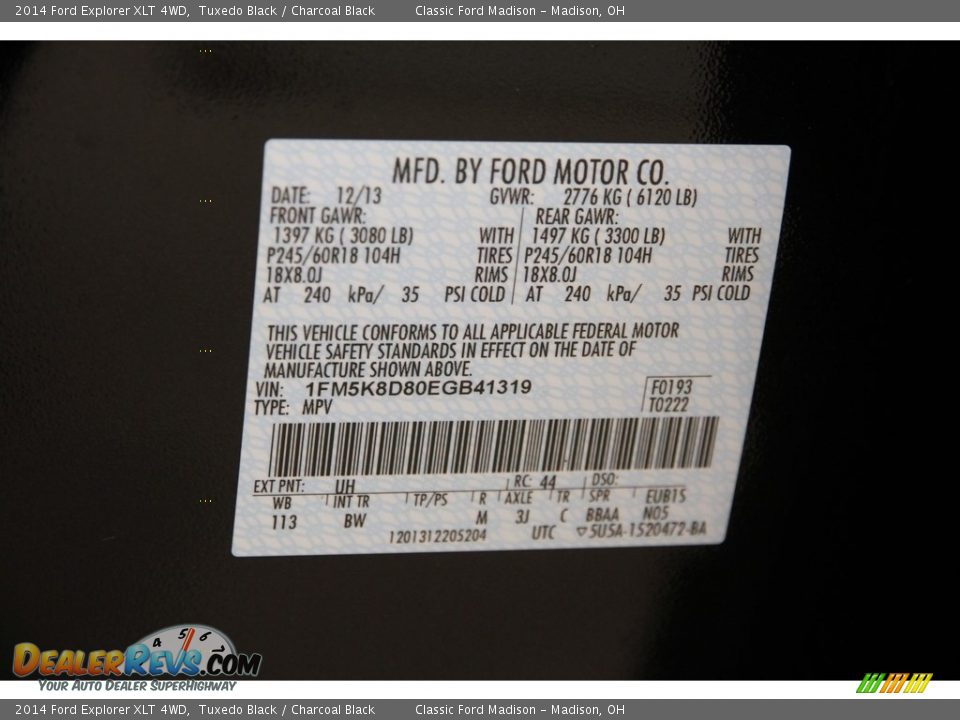 2014 Ford Explorer XLT 4WD, Tuxedo Black / Charcoal Black Classic Ford Madison - Madison, OH
MFD. BY FORD MOTOR CO.
DATE: 12/13 GVWR: 2776 KG ( 6120 LB)
FRONT GAWR: REAR GAWR:
1397 KG ( 3080 LB) WITH 1497 KG ( 3300 LB) WITH
P245/60R18 104H TIRES P245/60R18 104H TIRES
18X8.0J RIMS 18X8.0J RIMS
AT 240 kPa/ 35 PSI COLD AT 240 kPa/ 35 PSI COLD
THIS VEHICLE CONFORMS TO ALL APPLICABLE FEDERAL MOTOR
VEHICLE SAFETY STANDARDS IN EFFECT ON THE DATE OF
MANUFACTURE SHOWN ABOVE.
VIN: 1FM5K8D80EGB41319 F0193
TYPE: MPV T0222
EXT PNT: UH RC: 44 DSO:
WB INT TR TP/PS R AXLE TR SPR EUB15
113 BW M 3J C BBAA N05
1201312205204 UTC ▽5U5A-1520472-BA
4 5 6
DEALERREVS.COM
YOUR AUTO DEALER SUPERHIGHWAY
2014 Ford Explorer XLT 4WD, Tuxedo Black / Charcoal Black Classic Ford Madison - Madison, OH